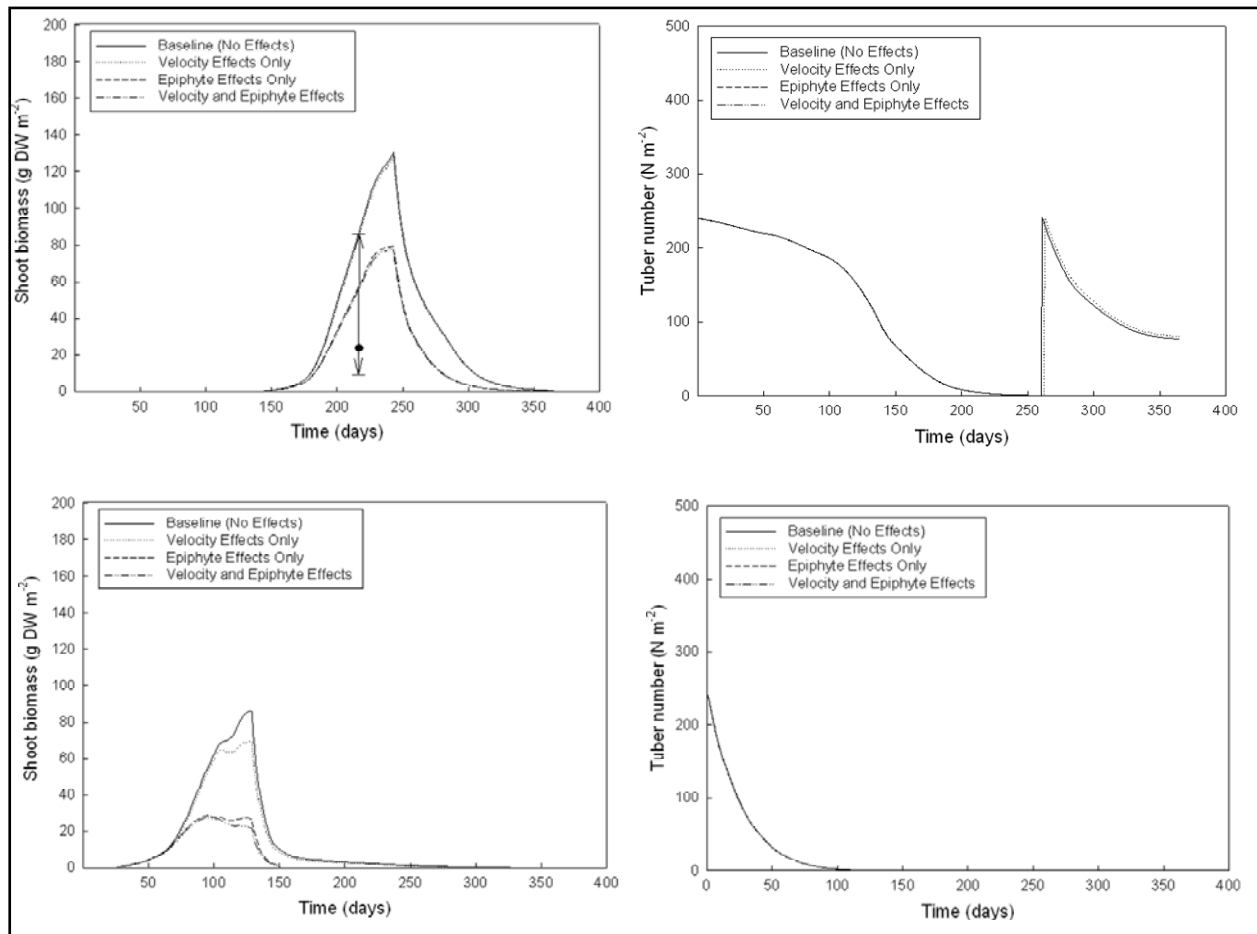 200
180
160
140
120
100
80
60
40
20
0
Shoot biomass (g DW m-2)
Baseline (No Effects)
Velocity Effects Only
Epiphyte Effects Only
Velocity and Epiphyte Effects
50 100 150 200 250 300 350 400
Time (days)
500
400
300
200
100
0
Tuber number (N m-2)
Baseline (No Effects)
Velocity Effects Only
Epiphyte Effects Only
Velocity and Epiphyte Effects
50 100 150 200 250 300 350 400
Time (days)
200
180
160
140
120
100
80
60
40
20
0
Shoot biomass (g DW m-2)
Baseline (No Effects)
Velocity Effects Only
Epiphyte Effects Only
Velocity and Epiphyte Effects
50 100 150 200 250 300 350 400
Time (days)
500
400
300
200
100
0
Tuber number (N m-2)
Baseline (No Effects)
Velocity Effects Only
Epiphyte Effects Only
Velocity and Epiphyte Effects
0 50 100 150 200 250 300 350 400
Time (days)